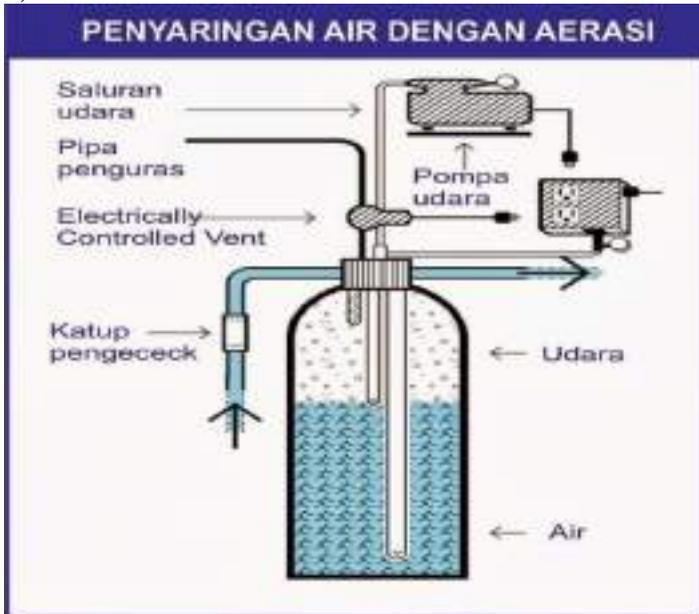 PENYARINGAN AIR DENGAN AERASI
Saluran
udara
Pipa
penguras
Pompa
udara
Electrically
Controlled Vent
Katup
pengececk
Udara
Air